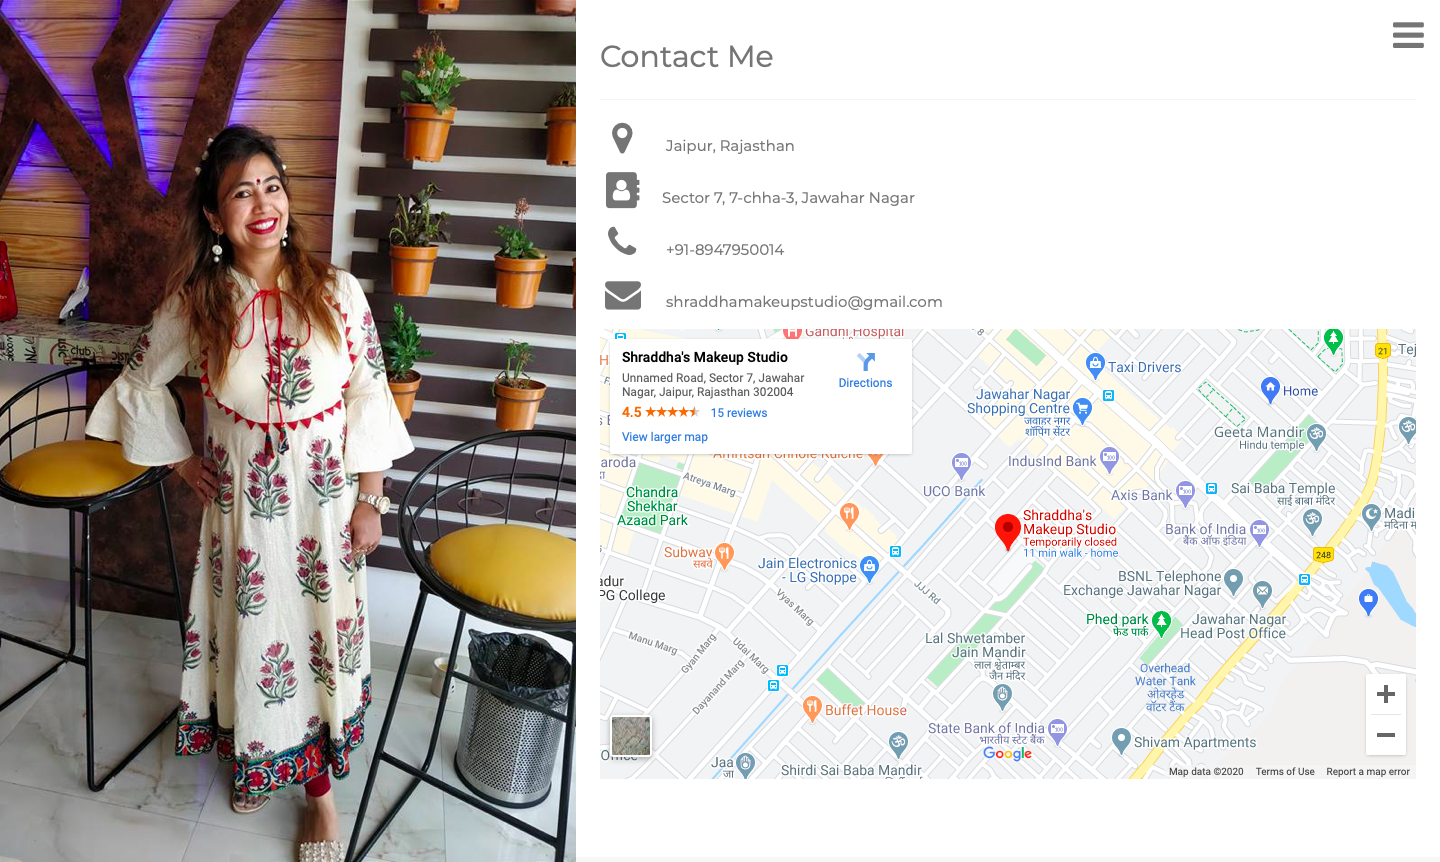 Contact Me
Jaipur, Rajasthan
Sector 7, 7-chha-3, Jawahar Nagar
+91-8947950014
shraddhamakeupstudio@gmail.com
Gandhi Hospital
Shraddha's Makeup Studio
Unnamed Road, Sector 7, Jawahar
Nagar, Jaipur, Rajasthan 302004
4.5
15 reviews
View larger map
Directions
21
Tej
Taxi Drivers
Home
Jawahar Nagar
Shopping Centre
जवाहर नगर
शॉपिंग सेंटर
Geeta Mandir
Hindu temple
Amritsari Chhole Kulche
IndusInd Bank
aroda
UCO Bank
Atreya Marg
Chandra
Shekhar
Azaad Park
Axis Bank
Sai Baba Temple
साई बाबा मंदिर
Shraddha's
Makeup Studio
Temporarily closed
11 min walk - home
Madi
मदिना म
Bank of India
बैंक ऑफ इंडिया
Subway
सबवे
Jain Electronics
- LG Shoppe
248
adur
PG College
JJJ Rd
BSNL Telephone
Exchange Jawahar Nagar
Vyas Marg
Phed park
फेड पार्क
Jawahar Nagar
Head Post Office
Manu Marg
Gyan Marg
Udai Marg
Dayanand Marg
Lal Shwetamber
Jain Mandir
लाल श्वेताम्बर
जैन मंदिर
Overhead
Water Tank
ओवरहेड
वॉटर टैंक
Buffet House
State Bank of India
भारतीय स्टेट बैंक
Shivam Apartments
Google
Office
Jaa
जा
Shirdi Sai Baba Mandir
Map data ©2020
Terms of Use
Report a map error
club